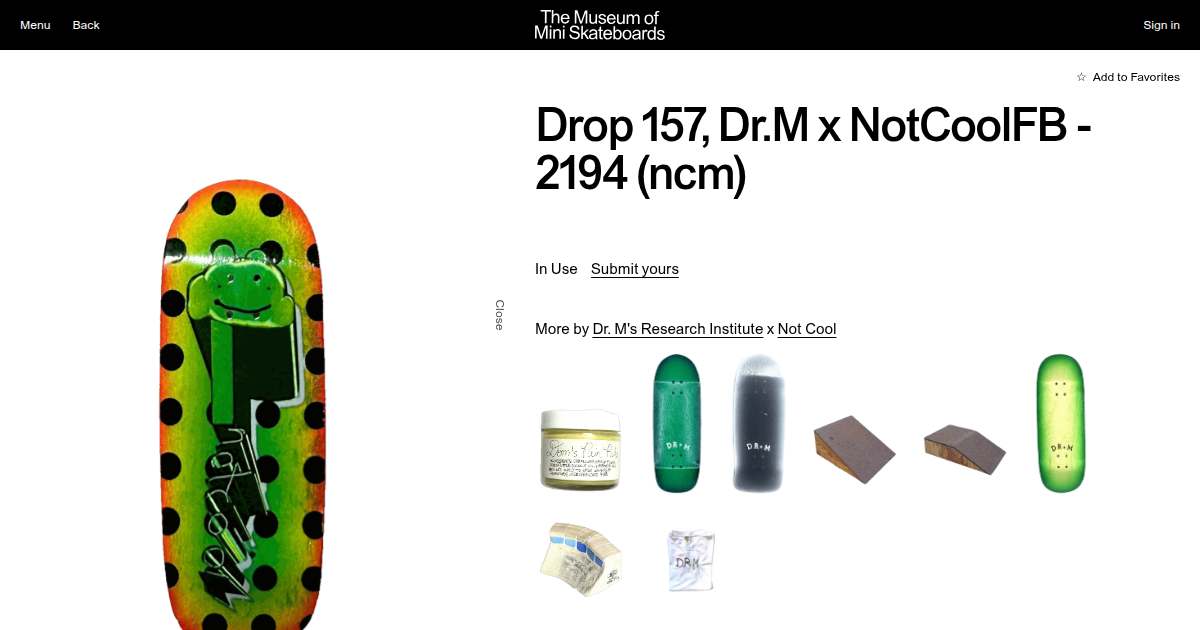 Menu Back
The Museum of
Mini Skateboards
Sign in
☆ Add to Favorites
Drop 157, Dr.M x NotCoolFB -
2194 (ncm)
In Use Submit yours
Close
More by Dr. M's Research Institute x Not Cool
DR•M
DR•M
DR•M
DRM